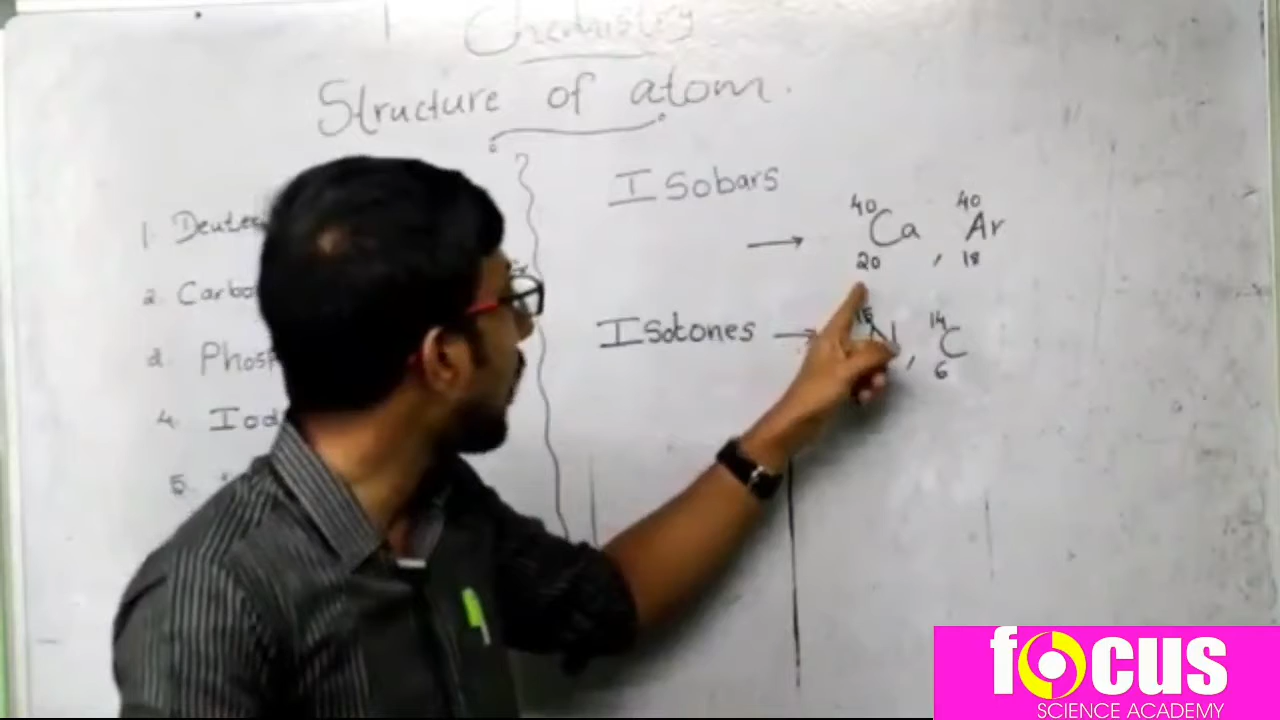 Chemistry
Structure of atom.
1. Deute
2. Carbo
Phosp
4. Iod
5.
Isobars
→ 40 Ca 20 , 40 Ar 18
Isotones → 15 N , 14 C 6
focus
SCIENCE ACADEMY